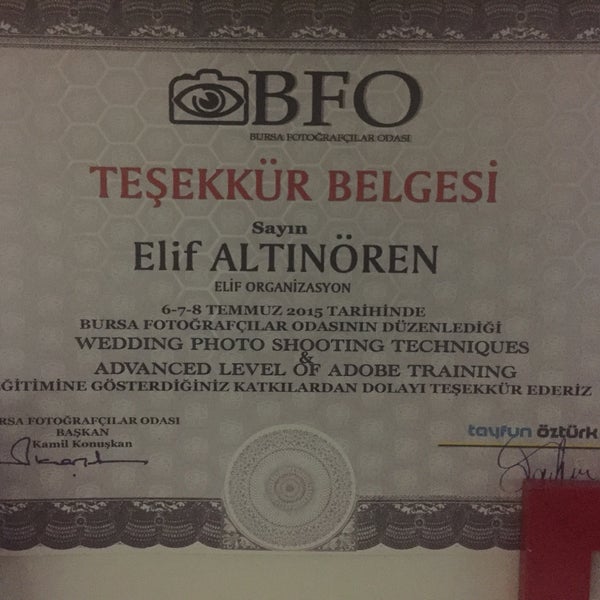 BFO
BURSA FOTOĞRAFÇILAR ODASI
TEŞEKKÜR BELGESİ
Sayın
Elif ALTINÖREN
ELİF ORGANİZASYON
6-7-8 TEMMUZ 2015 TARİHİNDE
BURSA FOTOĞRAFÇILAR ODASININ DÜZENLEDİĞİ
WEDDING PHOTO SHOOTING TECHNIQUES
&
ADVANCED LEVEL OF ADOBE TRAINING
EĞİTİMİNE GÖSTERDİĞİNİZ KATKILARDAN DOLAYI TEŞEKKÜR EDERİZ
RSA FOTOĞRAFÇILAR ODASI
BAŞKAN
Kamil Konuşkan
tayfun öztürk